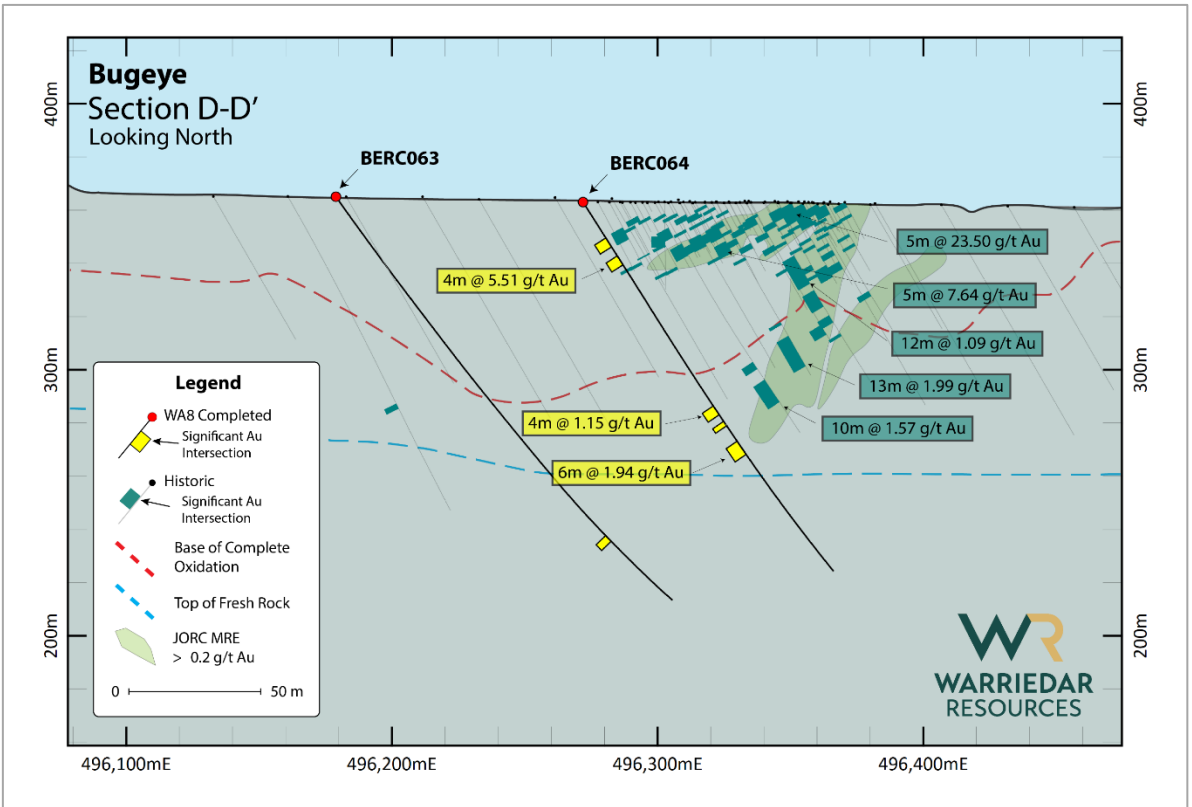 Bugeye
Section D-D'
Looking North
400m
400m
BERC063
BERC064
5m @ 23.50 g/t Au
4m @ 5.51 g/t Au
5m @ 7.64 g/t Au
12m @ 1.09 g/t Au
300m
300m
13m @ 1.99 g/t Au
4m @ 1.15 g/t Au
10m @ 1.57 g/t Au
6m @ 1.94 g/t Au
Legend
WA8 Completed
Significant Au
Intersection
Historic
Significant Au
Intersection
Base of Complete
Oxidation
Top of Fresh Rock
JORC MRE
> 0.2 g/t Au
0
50 m
200m
200m
WR
WARRIEDAR
RESOURCES
496,100mE
496,200mE
496,300mE
496,400mE